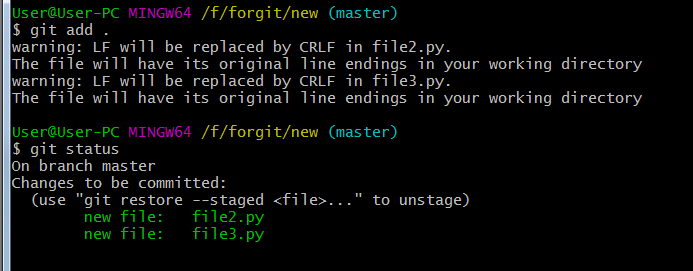 User@User-PC MINGW64 /f/forgit/new (master)
$ git add .
warning: LF will be replaced by CRLF in file2.py.
The file will have its original line endings in your working directory
warning: LF will be replaced by CRLF in file3.py.
The file will have its original line endings in your working directory

User@User-PC MINGW64 /f/forgit/new (master)
$ git status
On branch master
Changes to be committed:
  (use "git restore --staged <file>..." to unstage)
        new file:   file2.py
        new file:   file3.py